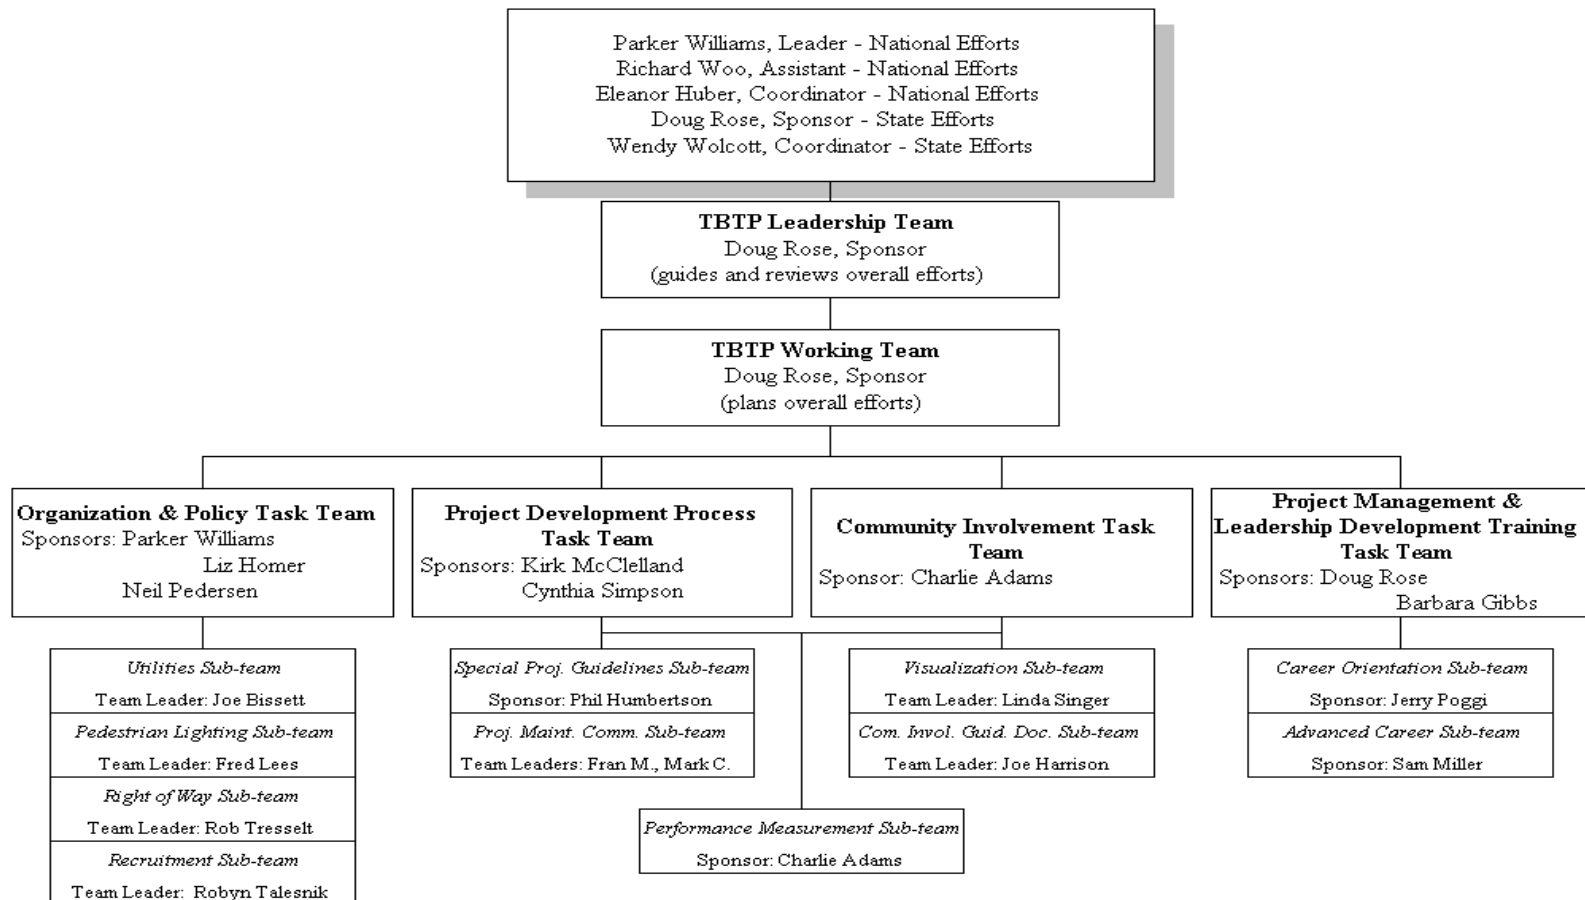 Parker Williams, Leader - National Efforts
Richard Woo, Assistant - National Efforts
Eleanor Huber, Coordinator - National Efforts
Doug Rose, Sponsor - State Efforts
Wendy Wolcott, Coordinator - State Efforts
TBTP Leadership Team
Doug Rose, Sponsor
(guides and reviews overall efforts)
TBTP Working Team
Doug Rose, Sponsor
(plans overall efforts)
Organization & Policy Task Team
Sponsors: Parker Williams
Liz Homer
Neil Pedersen
Project Development Process
Task Team
Sponsors: Kirk McClelland
Cynthia Simpson
Community Involvement Task
Team
Sponsor: Charlie Adams
Project Management &
Leadership Development Training
Task Team
Sponsors: Doug Rose
Barbara Gibbs
Utilities Sub-team
Team Leader: Joe Bissett
Pedestrian Lighting Sub-team
Team Leader: Fred Lees
Right of Way Sub-team
Team Leader: Rob Tresselt
Recruitment Sub-team
Team Leader: Robyn Talesnik
Special Proj. Guidelines Sub-team
Sponsor: Phil Humbertson
Proj. Maint. Comm. Sub-team
Team Leaders: Fran M., Mark C.
Visualization Sub-team
Team Leader: Linda Singer
Com. Invol. Guid. Doc. Sub-team
Team Leader: Joe Harrison
Performance Measurement Sub-team
Sponsor: Charlie Adams
Career Orientation Sub-team
Sponsor: Jerry Poggi
Advanced Career Sub-team
Sponsor: Sam Miller